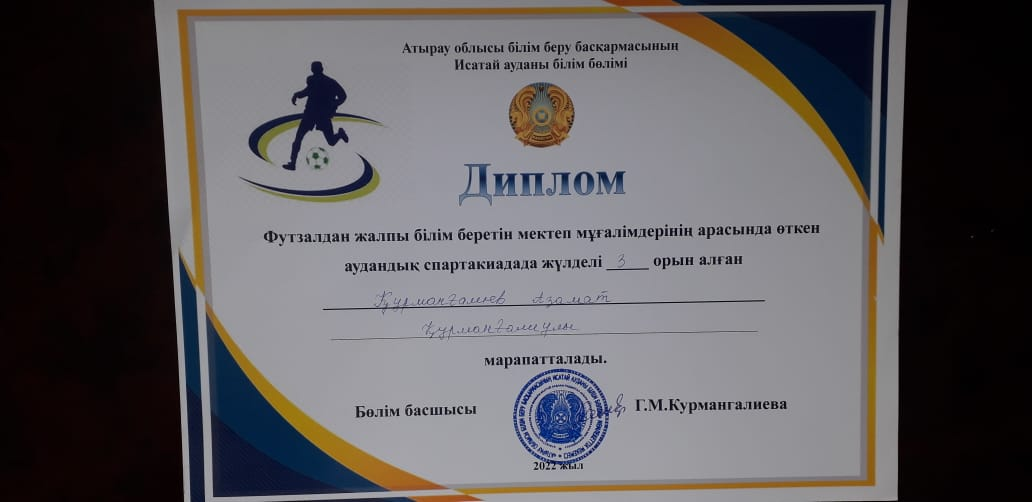 Атырау облысы білім беру басқармасының
Исатай ауданы білім бөлімі
Диплом
Футзалдан жалпы білім беретін мектеп мұғалімдерінің арасында өткен
аудандық спартакиадада жүлделі 3 орын алған
Құрманғалиев Азамат
Құрманғалиұлы
марапатталады.
Бөлім басшысы Г.М.Курмангалиева
2022 жыл